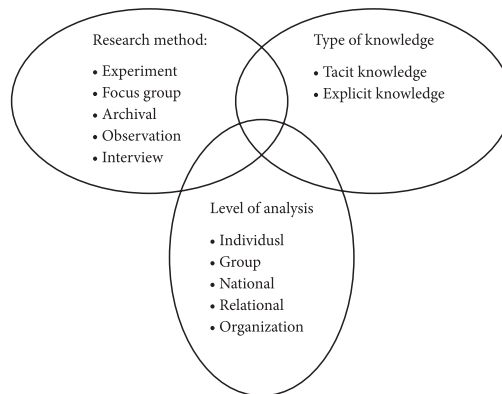 Research method:
• Experiment
• Focus group
• Archival
• Observation
• Interview
Type of knowledge
• Tacit knowledge
• Explicit knowledge
Level of analysis
• Individusl
• Group
• National
• Relational
• Organization